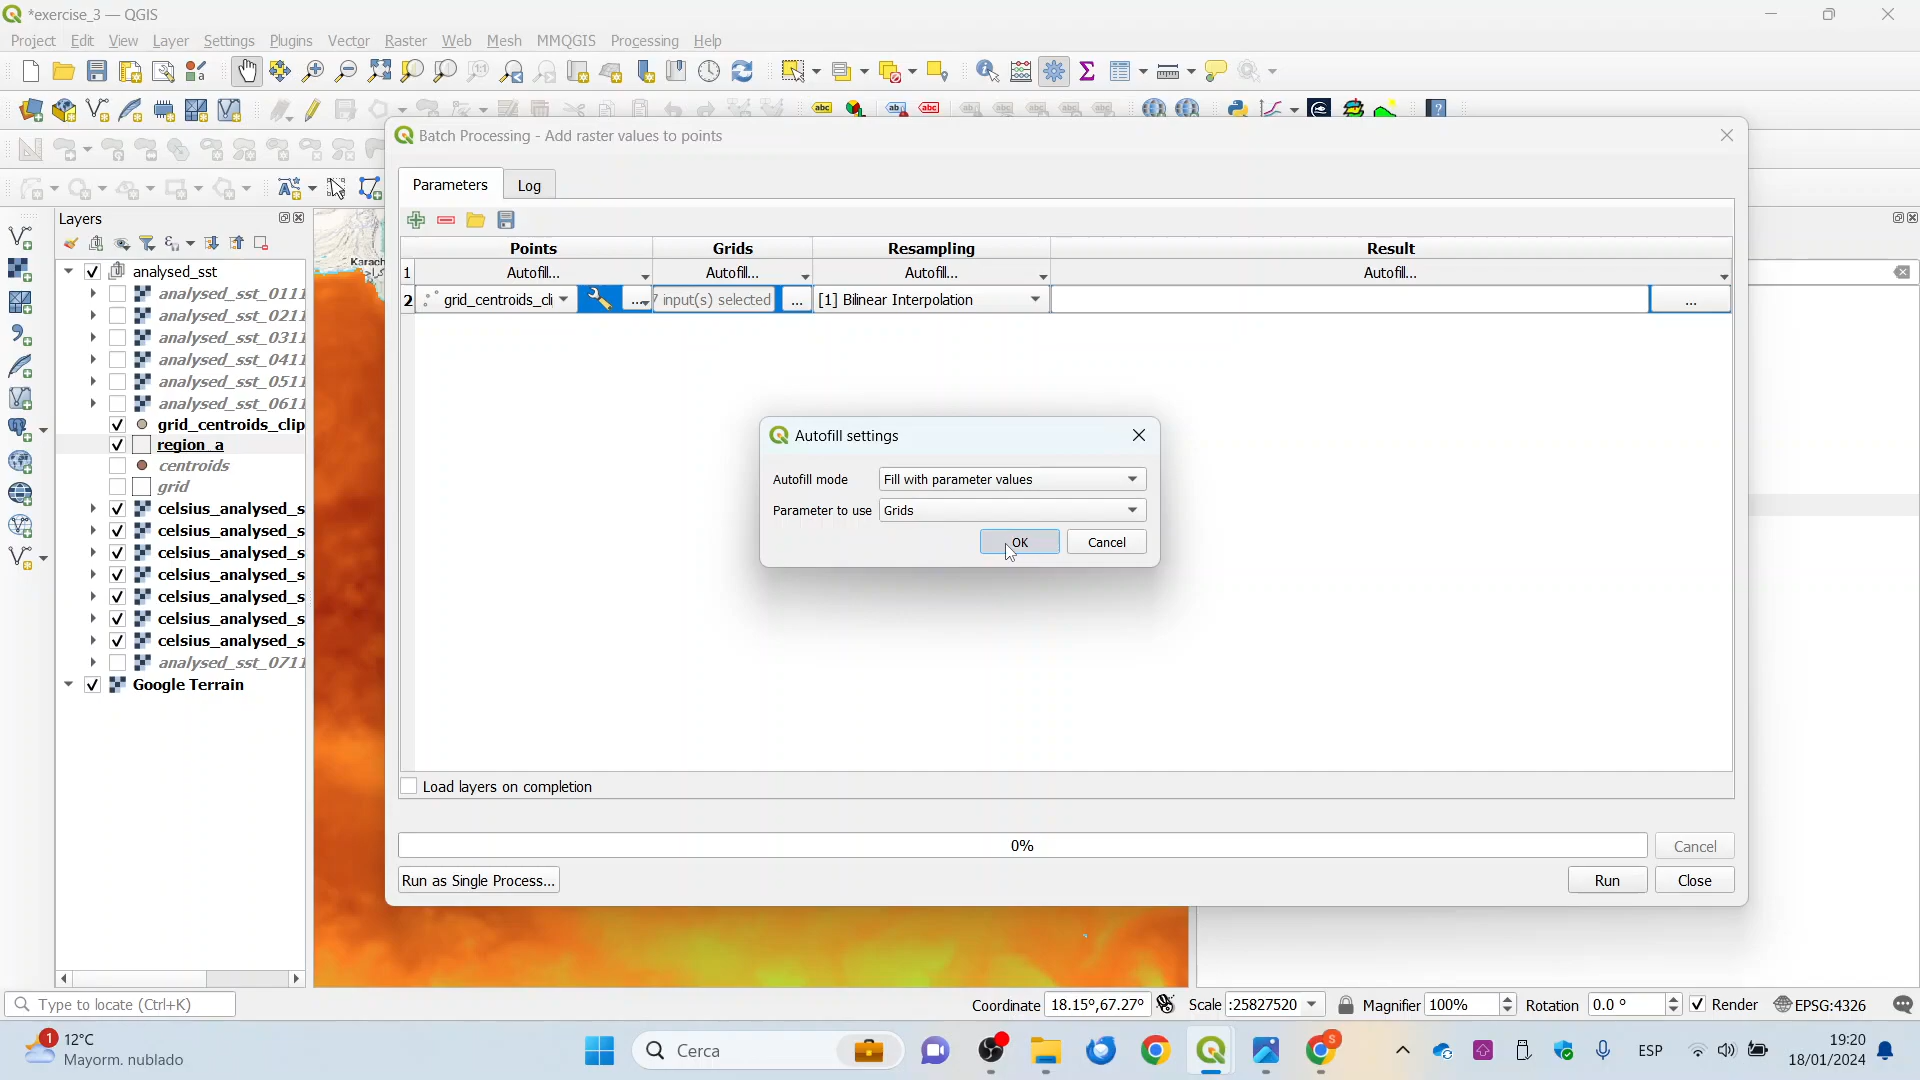 *exercise_3 — QGIS
Project Edit View Layer Settings Plugins Vector Raster Web Mesh MMQGIS Processing Help
Batch Processing - Add raster values to points
Parameters Log
Layers
Karach
Points Grids Resampling Result
1 Autofill... Autofill... Autofill... Autofill...
2 grid_centroids_cli ... 7 input(s) selected ... [1] Bilinear Interpolation ...
analysed_sst
analysed_sst_0111
analysed_sst_0211
analysed_sst_0311
analysed_sst_0411
analysed_sst_0511
analysed_sst_0611
grid_centroids_clip
region_a
centroids
grid
celsius_analysed_s
celsius_analysed_s
celsius_analysed_s
celsius_analysed_s
celsius_analysed_s
celsius_analysed_s
celsius_analysed_s
analysed_sst_0711
Google Terrain
Autofill settings
Autofill mode Fill with parameter values
Parameter to use Grids
OK Cancel
Load layers on completion
0% Cancel
Run as Single Process... Run Close
Type to locate (Ctrl+K) Coordinate 18.15°,67.27° Scale :25827520 Magnifier 100% Rotation 0.0 ° Render EPSG:4326
1 12°C
Mayorm. nublado
Cerca
ESP
19:20
18/01/2024